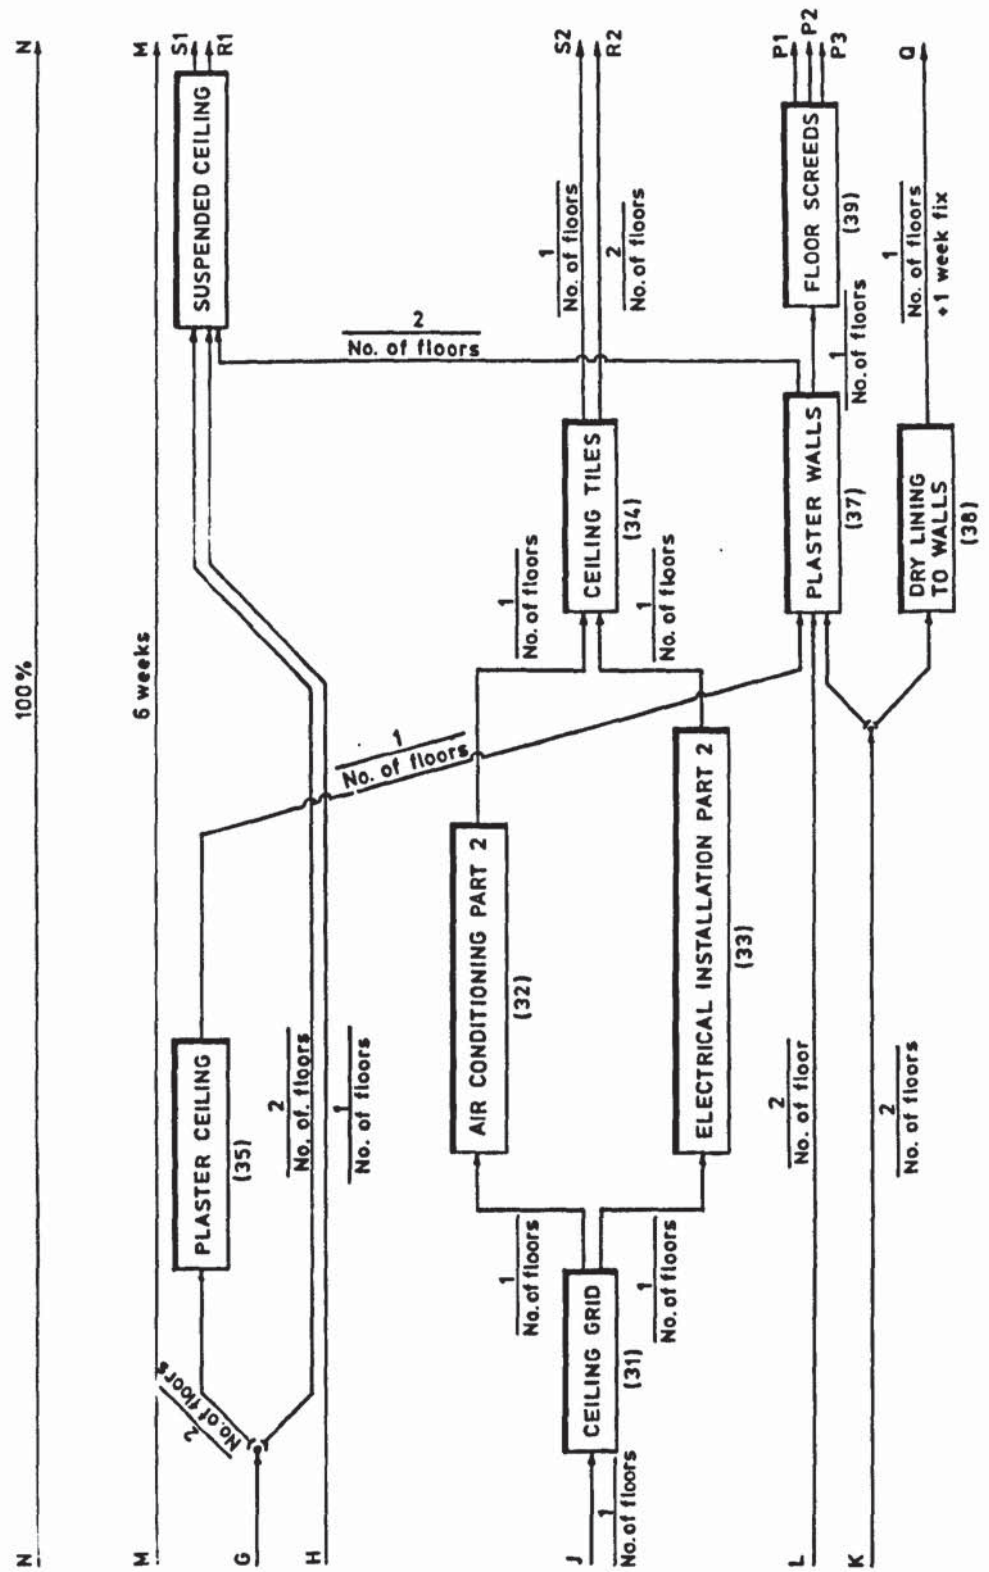 N
100%
N
M
6 weeks
M
G
2
No. of floors
PLASTER CEILING
(35)
SUSPENDED CEILING
S1
R1
H
2
No. of. floors
1
No. of floors
1
No. of floors
2
No. of floors
J
1
No. of floors
CEILING GRID
(31)
1
No. of floors
1
No. of floors
AIR CONDITIONING PART 2
(32)
ELECTRICAL INSTALLATION PART 2
(33)
1
No. of floors
1
No. of floors
CEILING TILES
(34)
1
No. of floors
2
No. of floors
S2
R2
L
2
No. of floor
PLASTER WALLS
(37)
1
No. of floors
FLOOR SCREEDS
(39)
P1
P2
P3
K
2
No. of floors
DRY LINING
TO WALLS
(38)
1
No. of floors
+1 week fix
Q